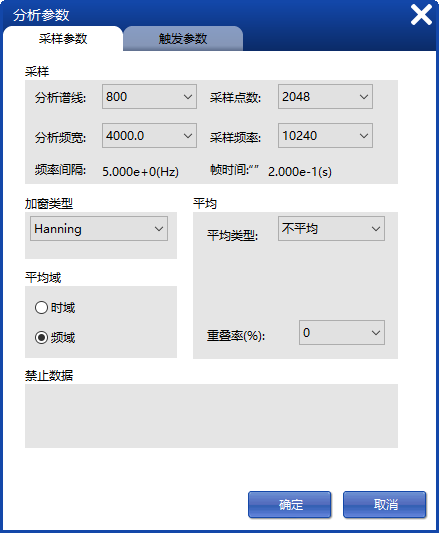 分析参数
采样参数 触发参数
采样
分析谱线: 800 采样点数: 2048
分析频宽: 4000.0 采样频率: 10240
频率间隔: 5.000e+0(Hz) 帧时间:“” 2.000e-1(s)
加窗类型 平均
Hanning 平均类型: 不平均
平均域
时域
频域 重叠率(%): 0
禁止数据
确定 取消